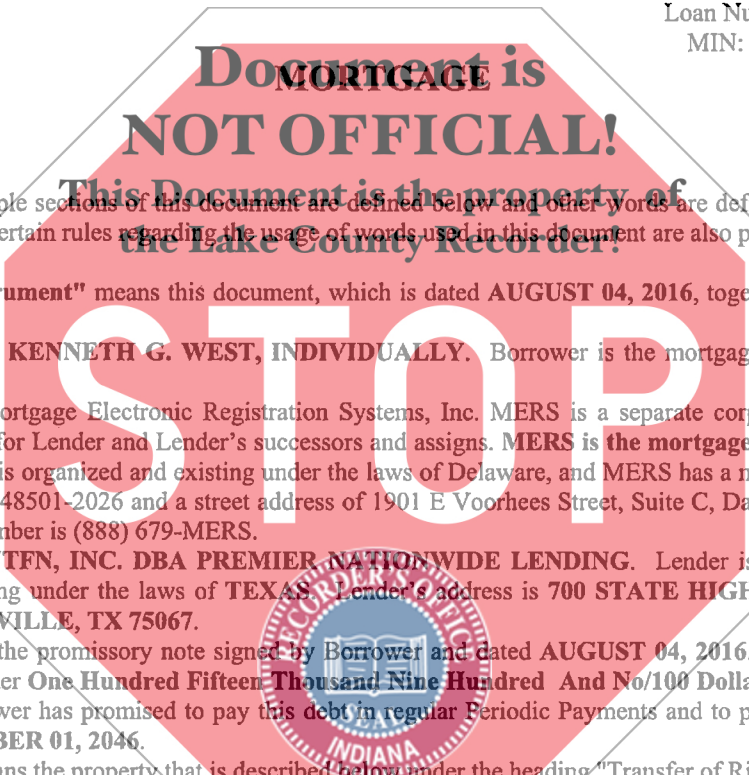 Loan Nu
MIN:
Document is
MORTGAGE
NOT OFFICIAL!
This Document is the property of
ple sections of this document are defined below and other words are def
ertain rules regarding the usage of words used in this document are also p
the Lake County Recorder!
rument" means this document, which is dated AUGUST 04, 2016, toge
KENNETH G. WEST, INDIVIDUALLY. Borrower is the mortgag
STOP
ortgage Electronic Registration Systems, Inc. MERS is a separate cor
for Lender and Lender's successors and assigns. MERS is the mortgage
is organized and existing under the laws of Delaware, and MERS has a m
48501-2026 and a street address of 1901 E Voorhees Street, Suite C, Da
nber is (888) 679-MERS.
TFN, INC. DBA PREMIER NATIONWIDE LENDING. Lender is
ng under the laws of TEXAS. Lender's address is 700 STATE HIGH
VILLE, TX 75067.
the promissory note signed by Borrower and dated AUGUST 04, 2016.
er One Hundred Fifteen Thousand Nine Hundred And No/100 Dolla
wer has promised to pay this debt in regular Periodic Payments and to p
BER 01, 2046.
ns the property that is described below under the heading "Transfer of Ri
RECORDER'S OFFICE
INDIANA